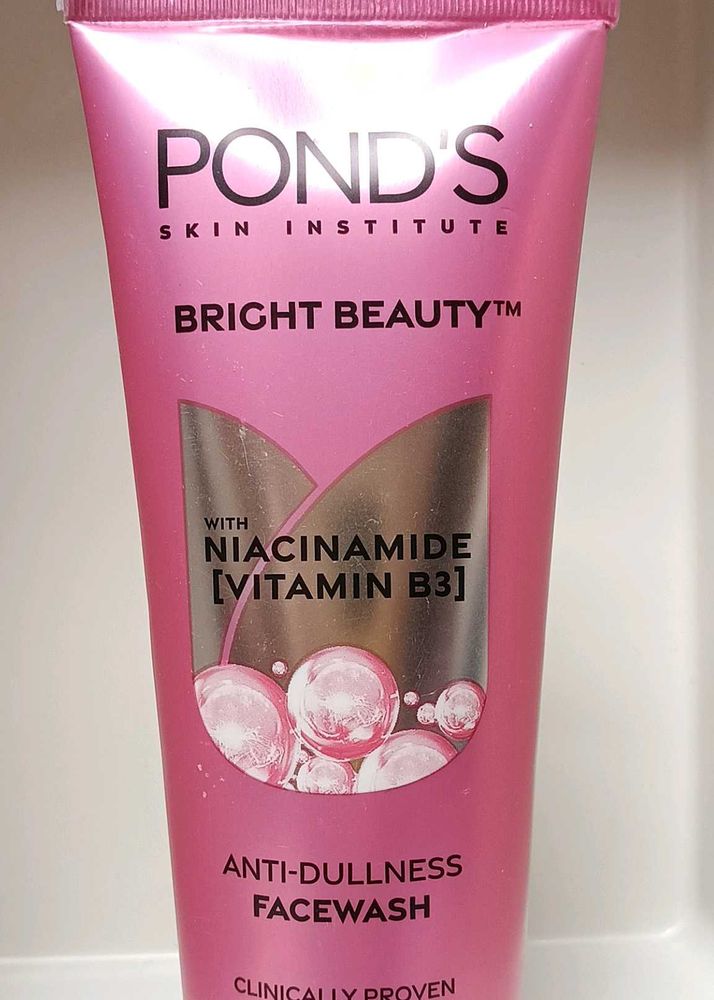 POND'S
SKIN INSTITUTE
BRIGHT BEAUTY™
WITH
NIACINAMIDE
[VITAMIN B3]
ANTI-DULLNESS
FACEWASH
CLINICALLY PROVEN